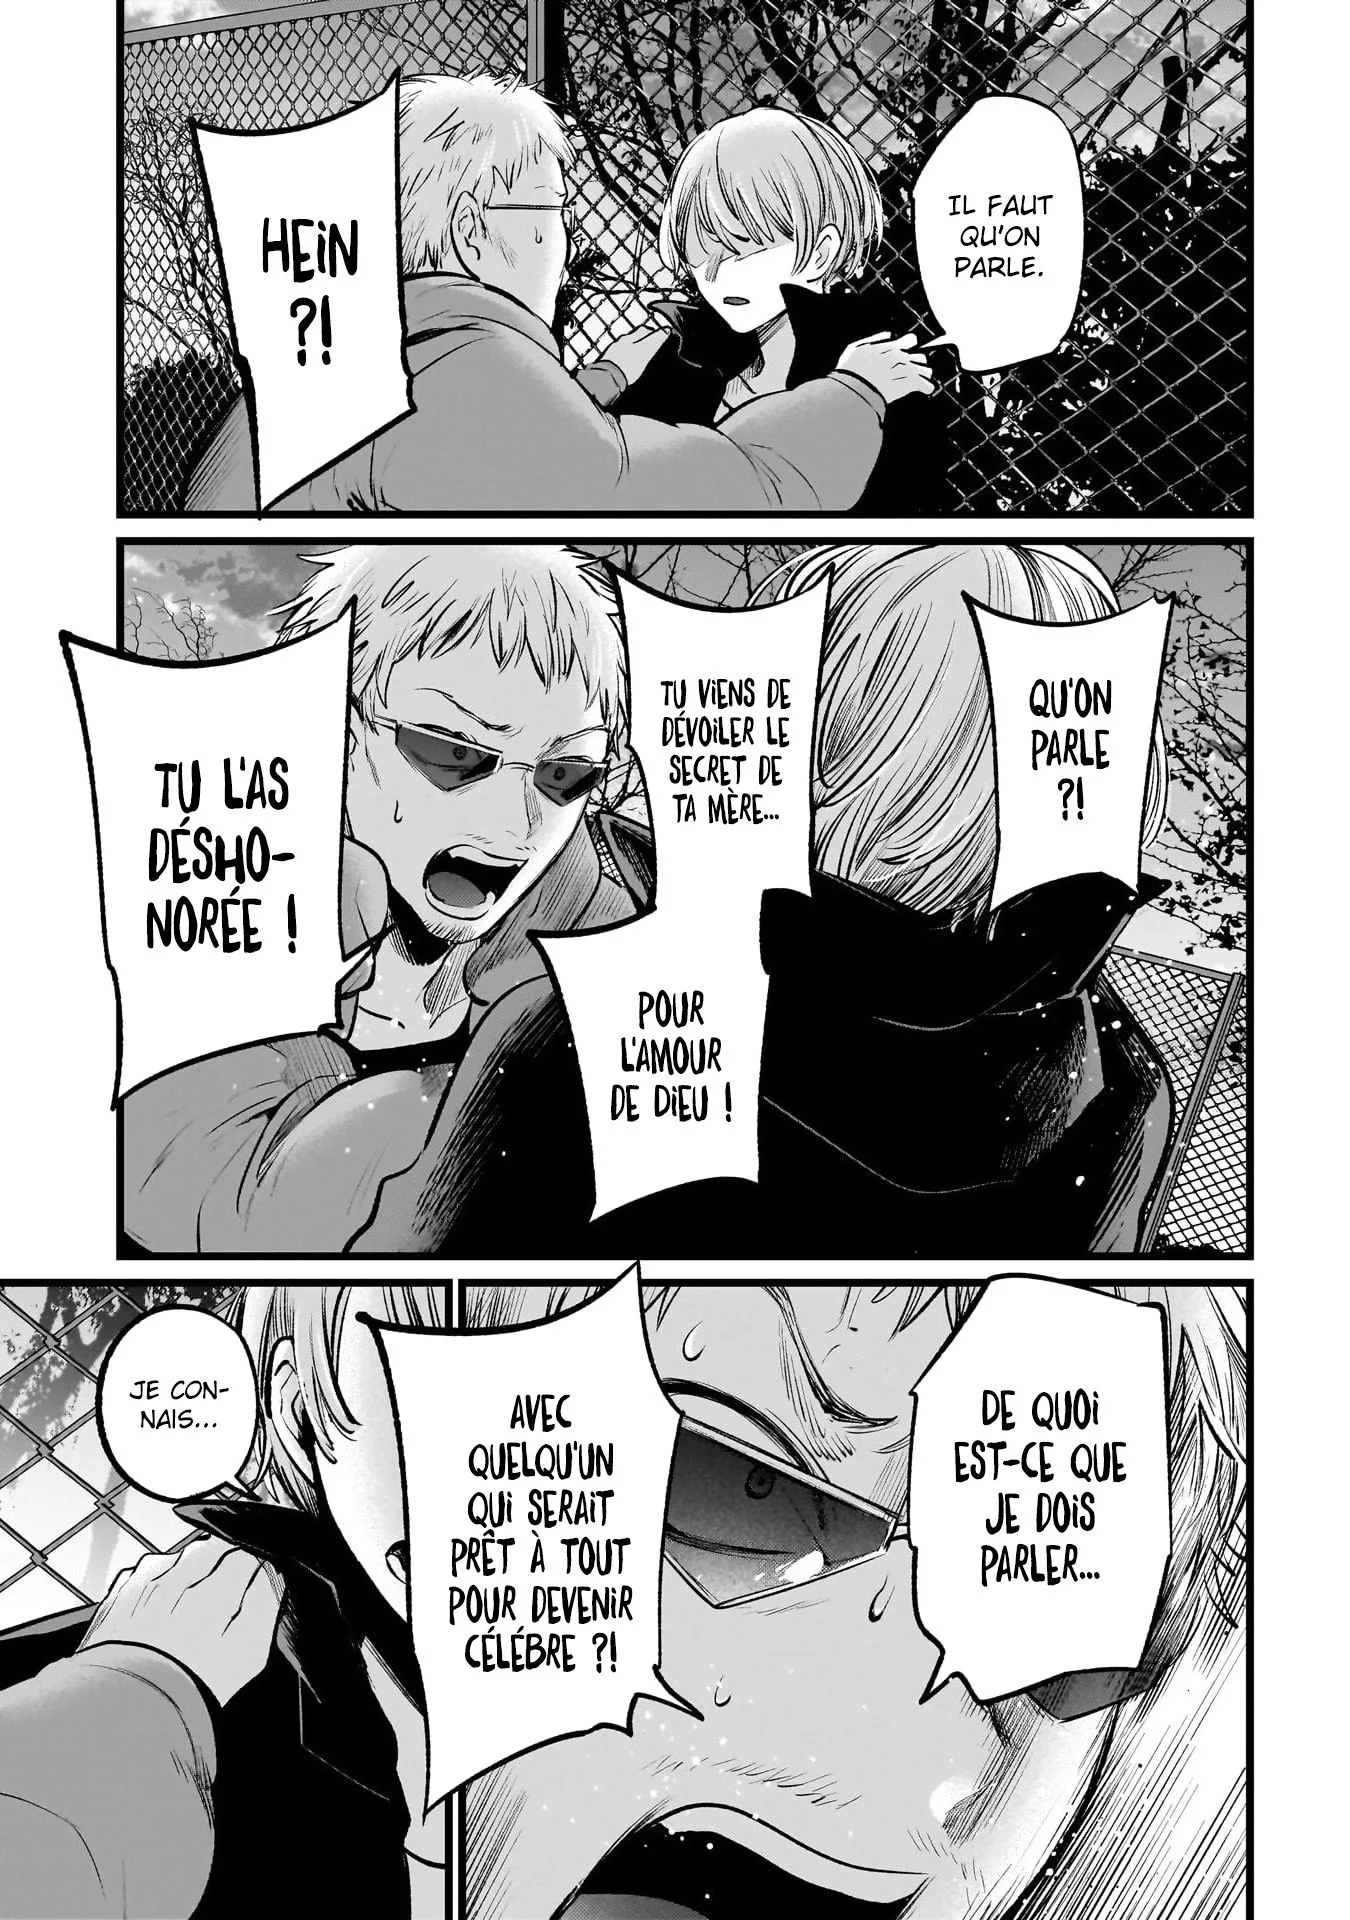 IL FAUT
QU'ON
PARLE.
HEIN
?!
QU'ON
PARLE
?!
TU VIENS DE
DÉVOILER LE
SECRET DE
TA MÈRE...
POUR
L'AMOUR
DE DIEU !
TU L'AS
DÉSHO-
NORÉE !
DE QUOI
EST-CE QUE
JE DOIS
PARLER...
AVEC
QUELQU'UN
QUI SERAIT
PRÊT À TOUT
POUR DEVENIR
CÉLÈBRE ?!
JE CON-
NAIS...